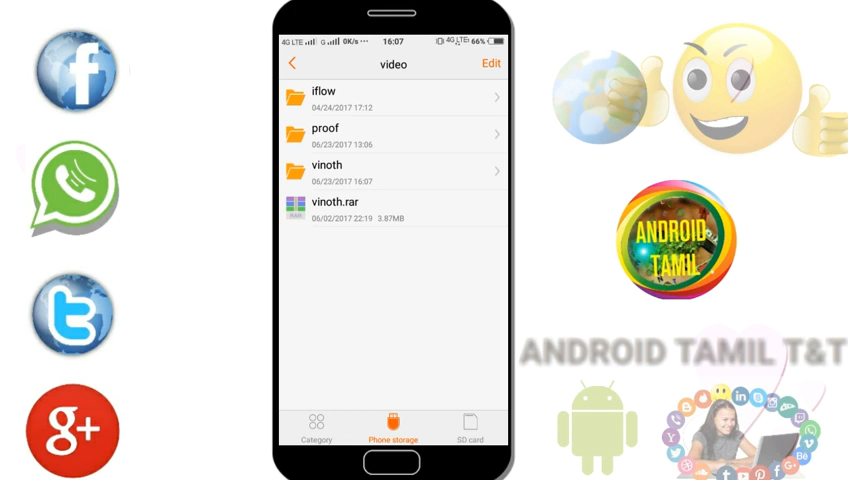 4G LTE G 0K/s ··· 16:07 4G LTE 66%
video
Edit
iflow
04/24/2017 17:12
proof
06/23/2017 13:06
vinoth
06/23/2017 16:07
vinoth.rar
06/02/2017 22:19 3.87MB
Category
Phone storage
SD card
g+
ANDROID
TAMIL
ANDROID TAMIL T&T